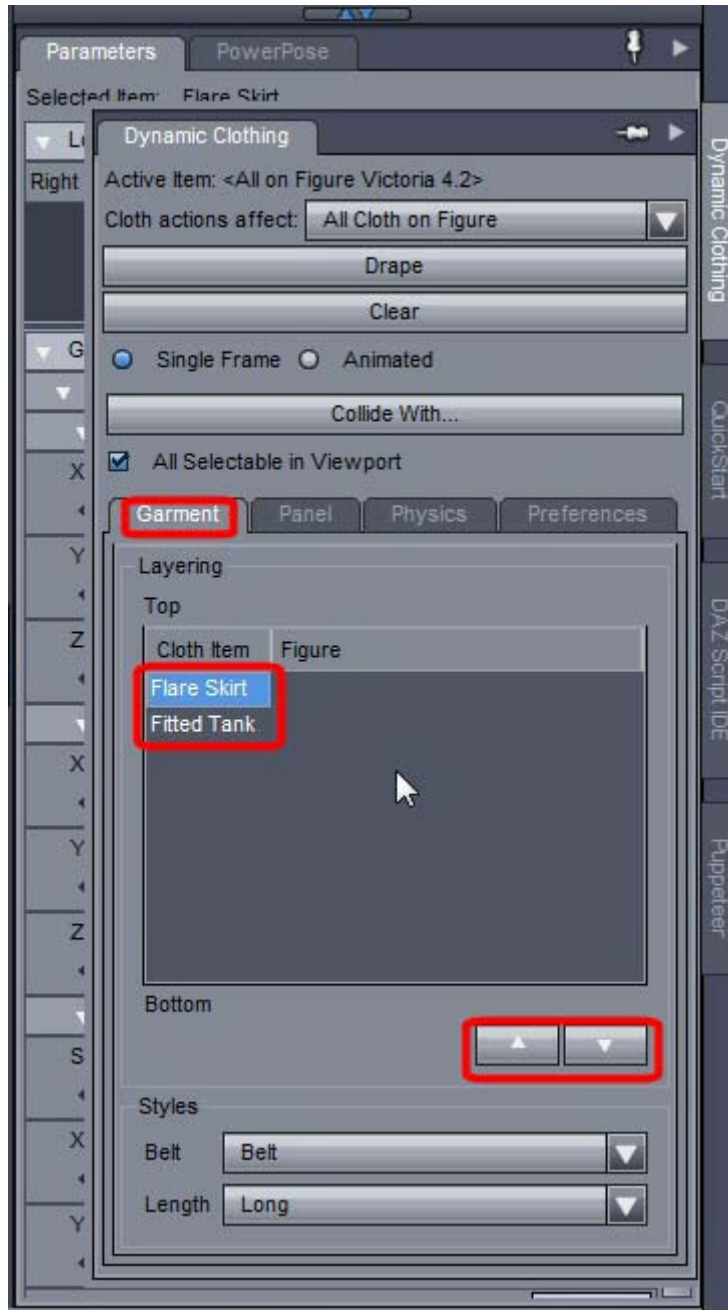 Parameters PowerPose
Selected Item: Flare Skirt
Dynamic Clothing
Right
Active Item: <All on Figure Victoria 4.2>
Cloth actions affect: All Cloth on Figure
Drape
Clear
G
Single Frame Animated
Collide With...
X
All Selectable in Viewport
Garment Panel Physics Preferences
Y
Layering
Top
Z
Cloth Item Figure
Flare Skirt
Fitted Tank
X
Y
Z
Bottom
S
Styles
X
Belt Belt
Length Long
Y
Dynamic Clothing
QuickStart
DAZ Script IDE
Puppeteer